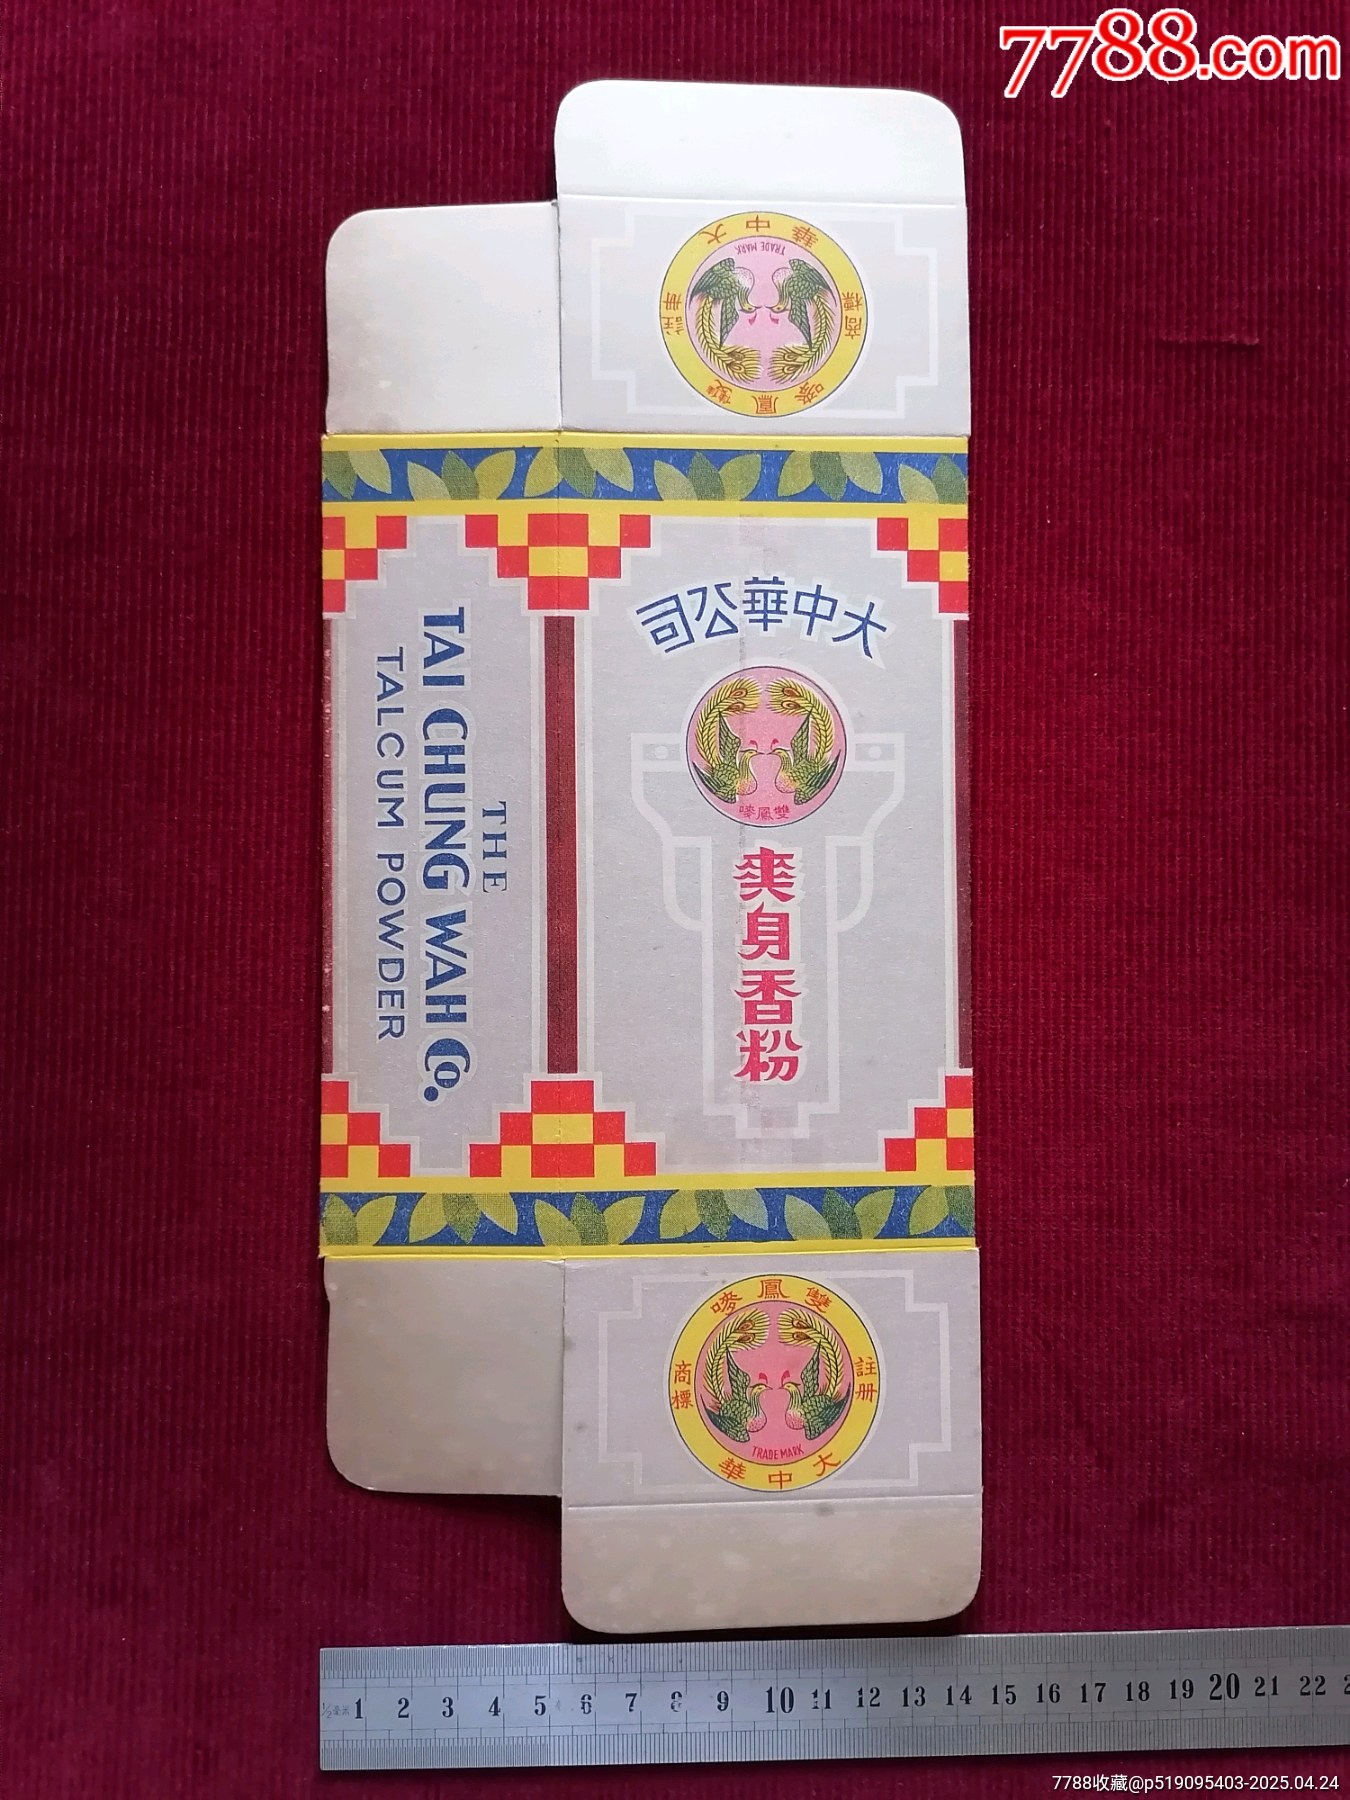 7788.com
大中華
TRADE MARK
註册
商標
雙鳳嘜
大中華公司
雙鳳嘜
爽身香粉
THE
TAI CHUNG WAH CO.
TALCUM POWDER
雙鳳嘜
商標
註册
TRADE MARK
大中華
1 2 3 4 5 6 7 8 9 10 11 12 13 14 15 16 17 18 19 20 21 22
7788收藏@p519095403-2025.04.24